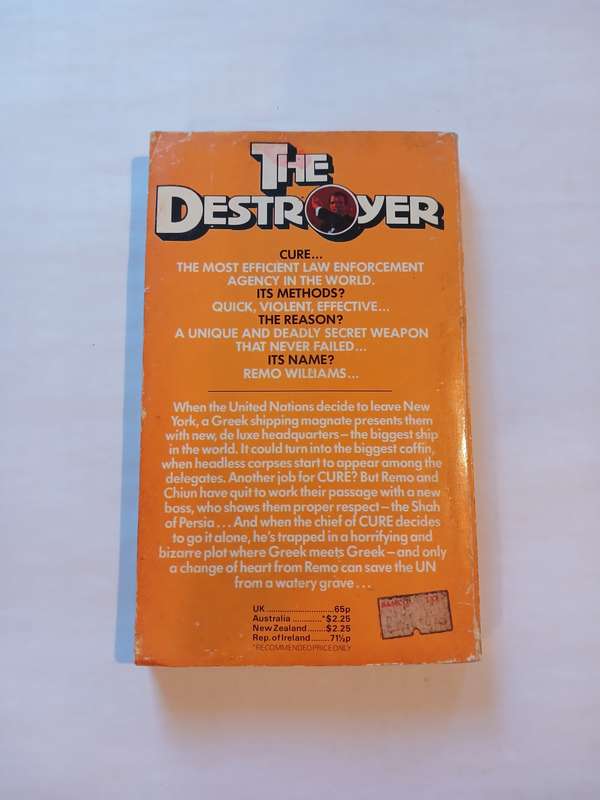 THE
DESTROYER
CURE...
THE MOST EFFICIENT LAW ENFORCEMENT
AGENCY IN THE WORLD.
ITS METHODS?
QUICK, VIOLENT, EFFECTIVE...
THE REASON?
A UNIQUE AND DEADLY SECRET WEAPON
THAT NEVER FAILED...
ITS NAME?
REMO WILLIAMS...
When the United Nations decide to leave New
York, a Greek shipping magnate presents them
with new, de luxe headquarters – the biggest ship
in the world. It could turn into the biggest coffin,
when headless corpses start to appear among the
delegates. Another job for CURE? But Remo and
Chiun have quit to work their passage with a new
boss, who shows them proper respect – the Shah
of Persia... And when the chief of CURE decides
to go it alone, he's trapped in a horrifying and
bizarre plot where Greek meets Greek – and only
a change of heart from Remo can save the UN
from a watery grave...
UK..............................65p
Australia.............*$2.25
New Zealand........$2.25
Rep. of Ireland........71½p
*RECOMMENDED PRICE ONLY